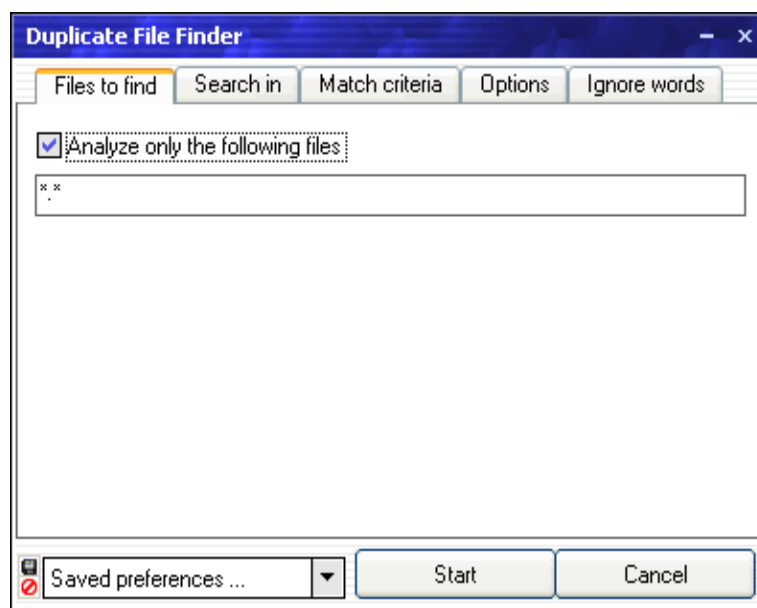 Duplicate File Finder
Files to find Search in Match criteria Options Ignore words
Analyze only the following files
*.*
Saved preferences ... Start Cancel